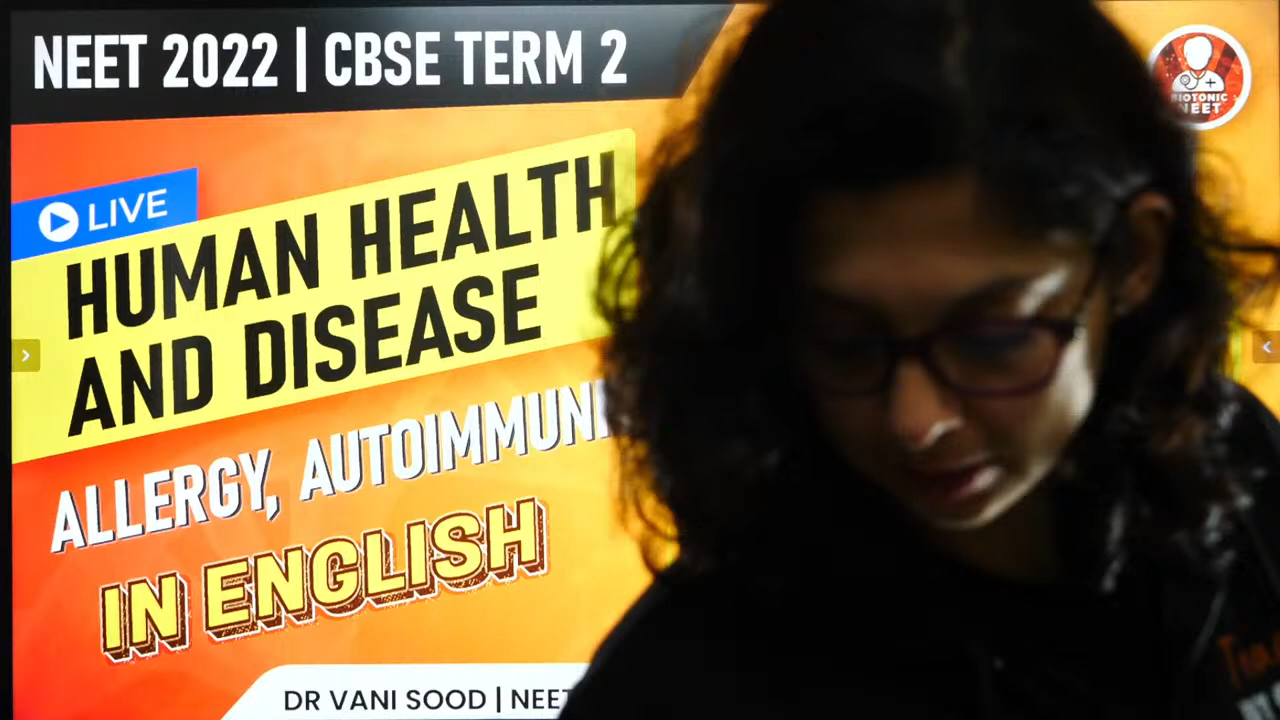 NEET 2022 | CBSE TERM 2
LIVE
HUMAN HEALTH
AND DISEASE
ALLERGY, AUTOIMMUNI
IN ENGLISH
DR VANI SOOD | NEET
BIOTONIC
NEET